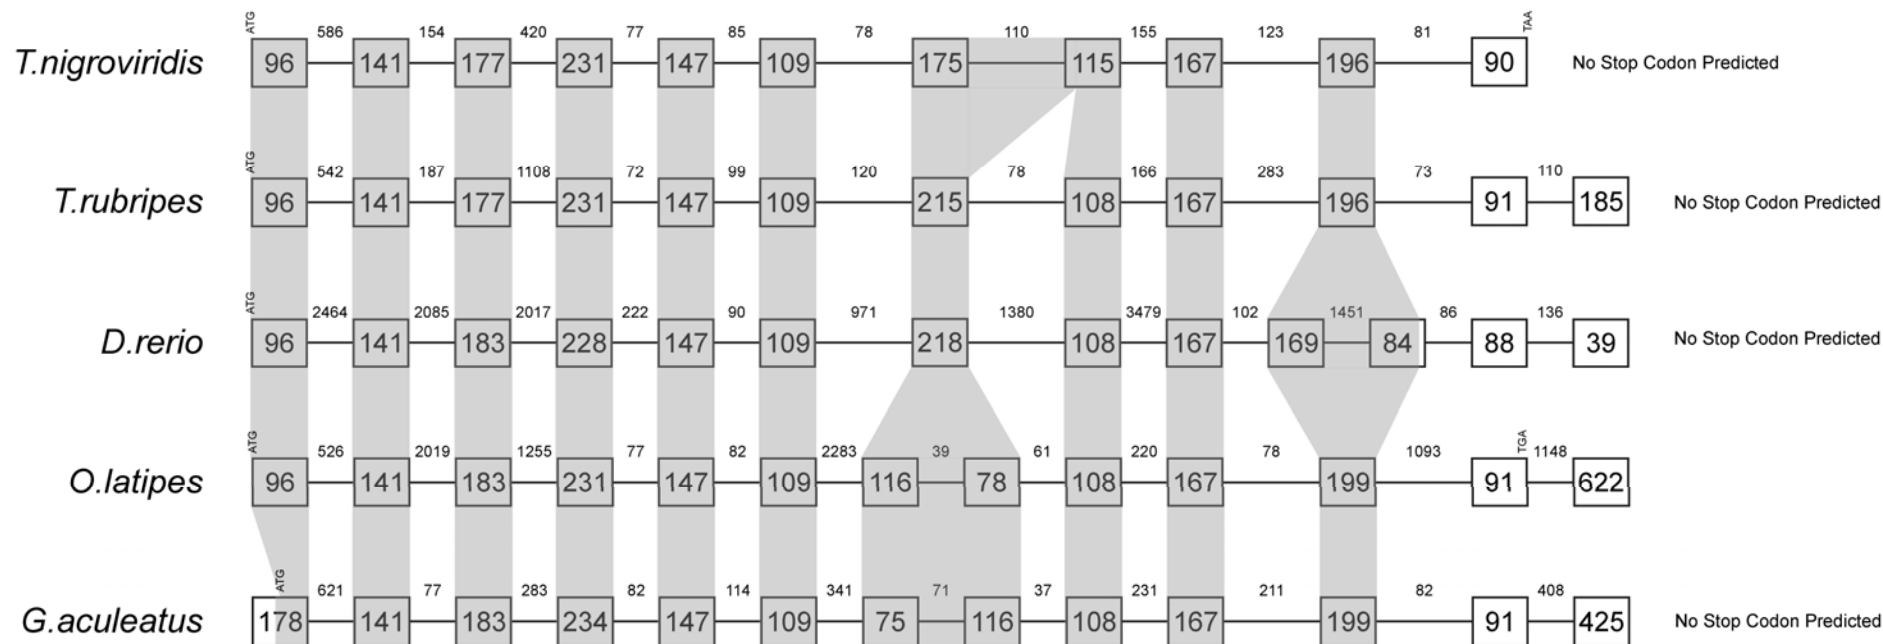 ATG 586 154 420 77 85 78 110 155 123 81 TAA
T.nigroviridis 96 141 177 231 147 109 175 115 167 196 90 No Stop Codon Predicted
ATG 542 187 1108 72 99 120 78 166 283 73 110
T.rubripes 96 141 177 231 147 109 215 108 167 196 91 185 No Stop Codon Predicted
ATG 2464 2085 2017 222 90 971 1380 3479 102 1451 86 136
D.rerio 96 141 183 228 147 109 218 108 167 169 84 88 39 No Stop Codon Predicted
ATG 526 2019 1255 77 82 2283 39 61 220 78 1093 TGA 1148
O.latipes 96 141 183 231 147 109 116 78 108 167 199 91 622
ATG 621 77 283 82 114 341 71 37 231 211 82 408
G.aculeatus 178 141 183 234 147 109 75 116 108 167 199 91 425 No Stop Codon Predicted